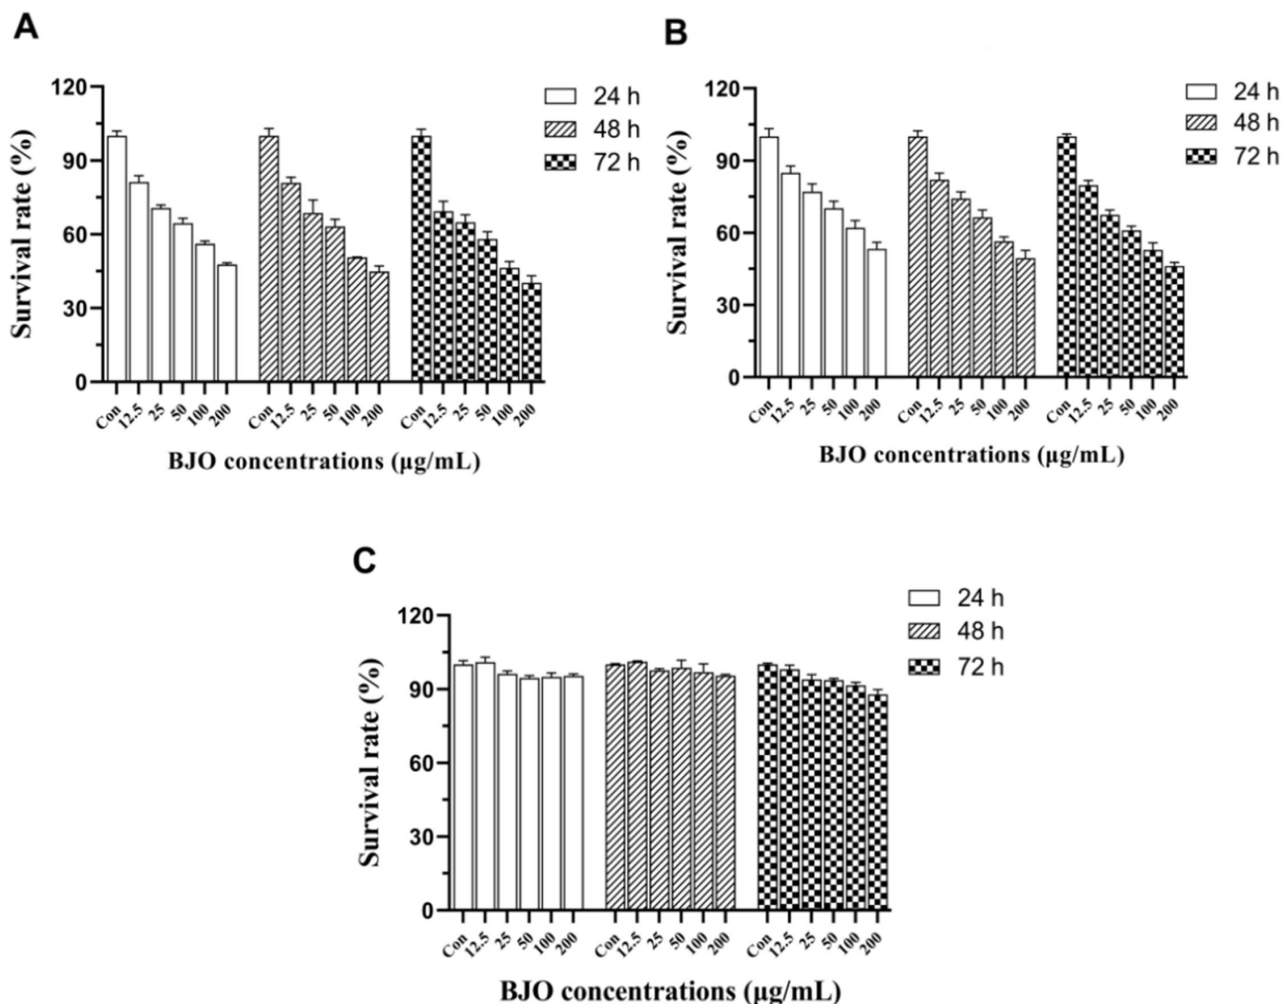 A
B
120
90
60
30
0
Survival rate (%)
24 h
48 h
72 h
Con 12.5 25 50 100 200 Con 12.5 25 50 100 200 Con 12.5 25 50 100 200
BJO concentrations (μg/mL)
120
90
60
30
0
Survival rate (%)
24 h
48 h
72 h
Con 12.5 25 50 100 200 Con 12.5 25 50 100 200 Con 12.5 25 50 100 200
BJO concentrations (μg/mL)
C
120
90
60
30
0
Survival rate (%)
24 h
48 h
72 h
Con 12.5 25 50 100 200 Con 12.5 25 50 100 200 Con 12.5 25 50 100 200
BJO concentrations (μg/mL)